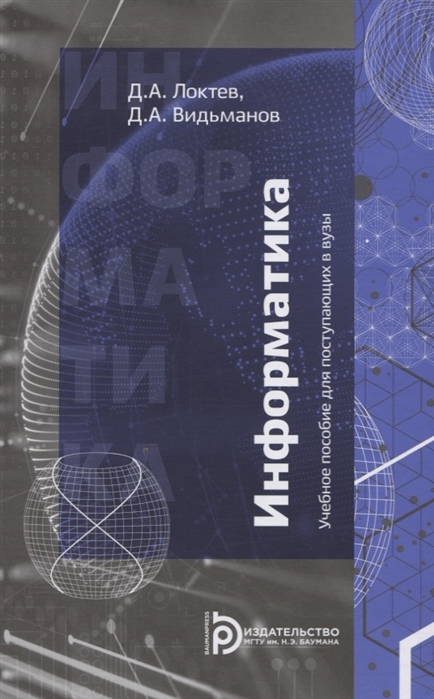 Д.А. Локтев,
Д.А. Видьманов
ИН
ФОР
МА
ТИ
КА
Информатика
Учебное пособие для поступающих в вузы
BAUMANPRESS
ИЗДАТЕЛЬСТВО
МГТУ им. Н.Э. БАУМАНА